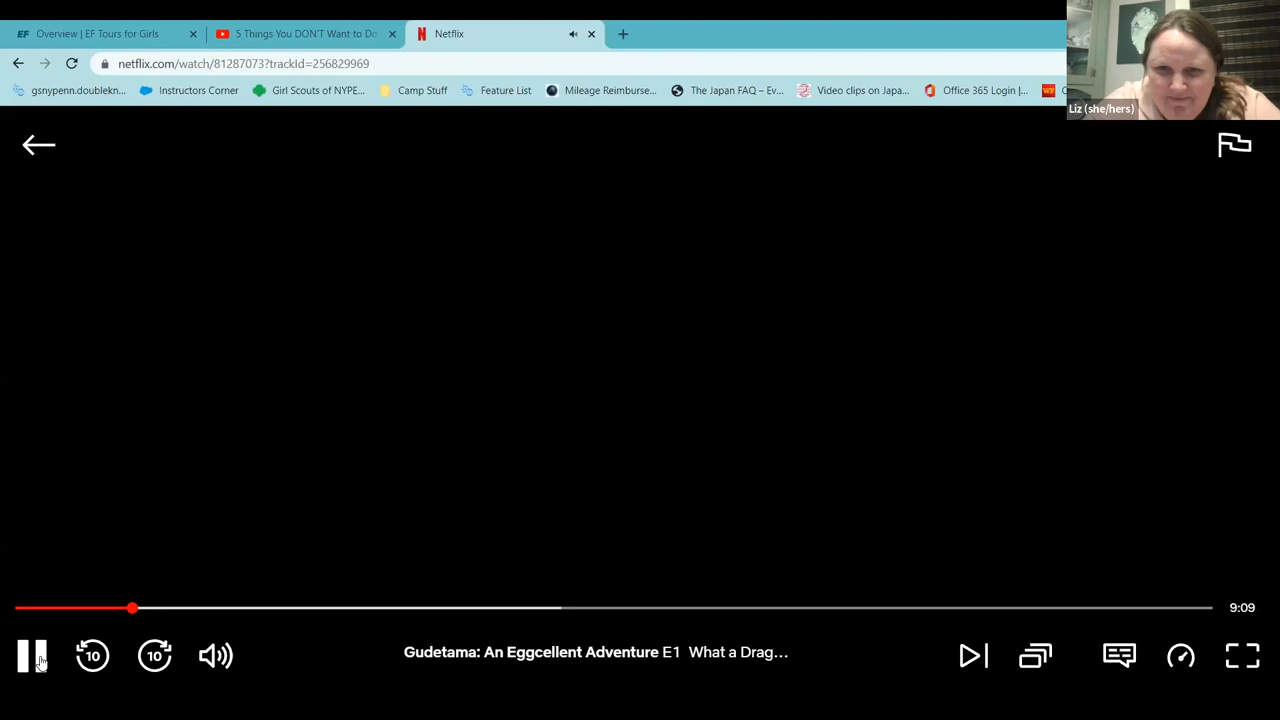 EF Overview | EF Tours for Girls
5 Things You DON'T Want to Do
N Netflix
netflix.com/watch/81287073?trackId=256829969
gsnypenn.doublekn...
Instructors Corner
Girl Scouts of NYPE...
Camp Stuff
Feature List
Mileage Reimburse...
The Japan FAQ – Ev...
Video clips on Japa...
Office 365 Login |...
WF
Liz (she/hers)
9:09
10
10
Gudetama: An Eggcellent Adventure E1 What a Drag...